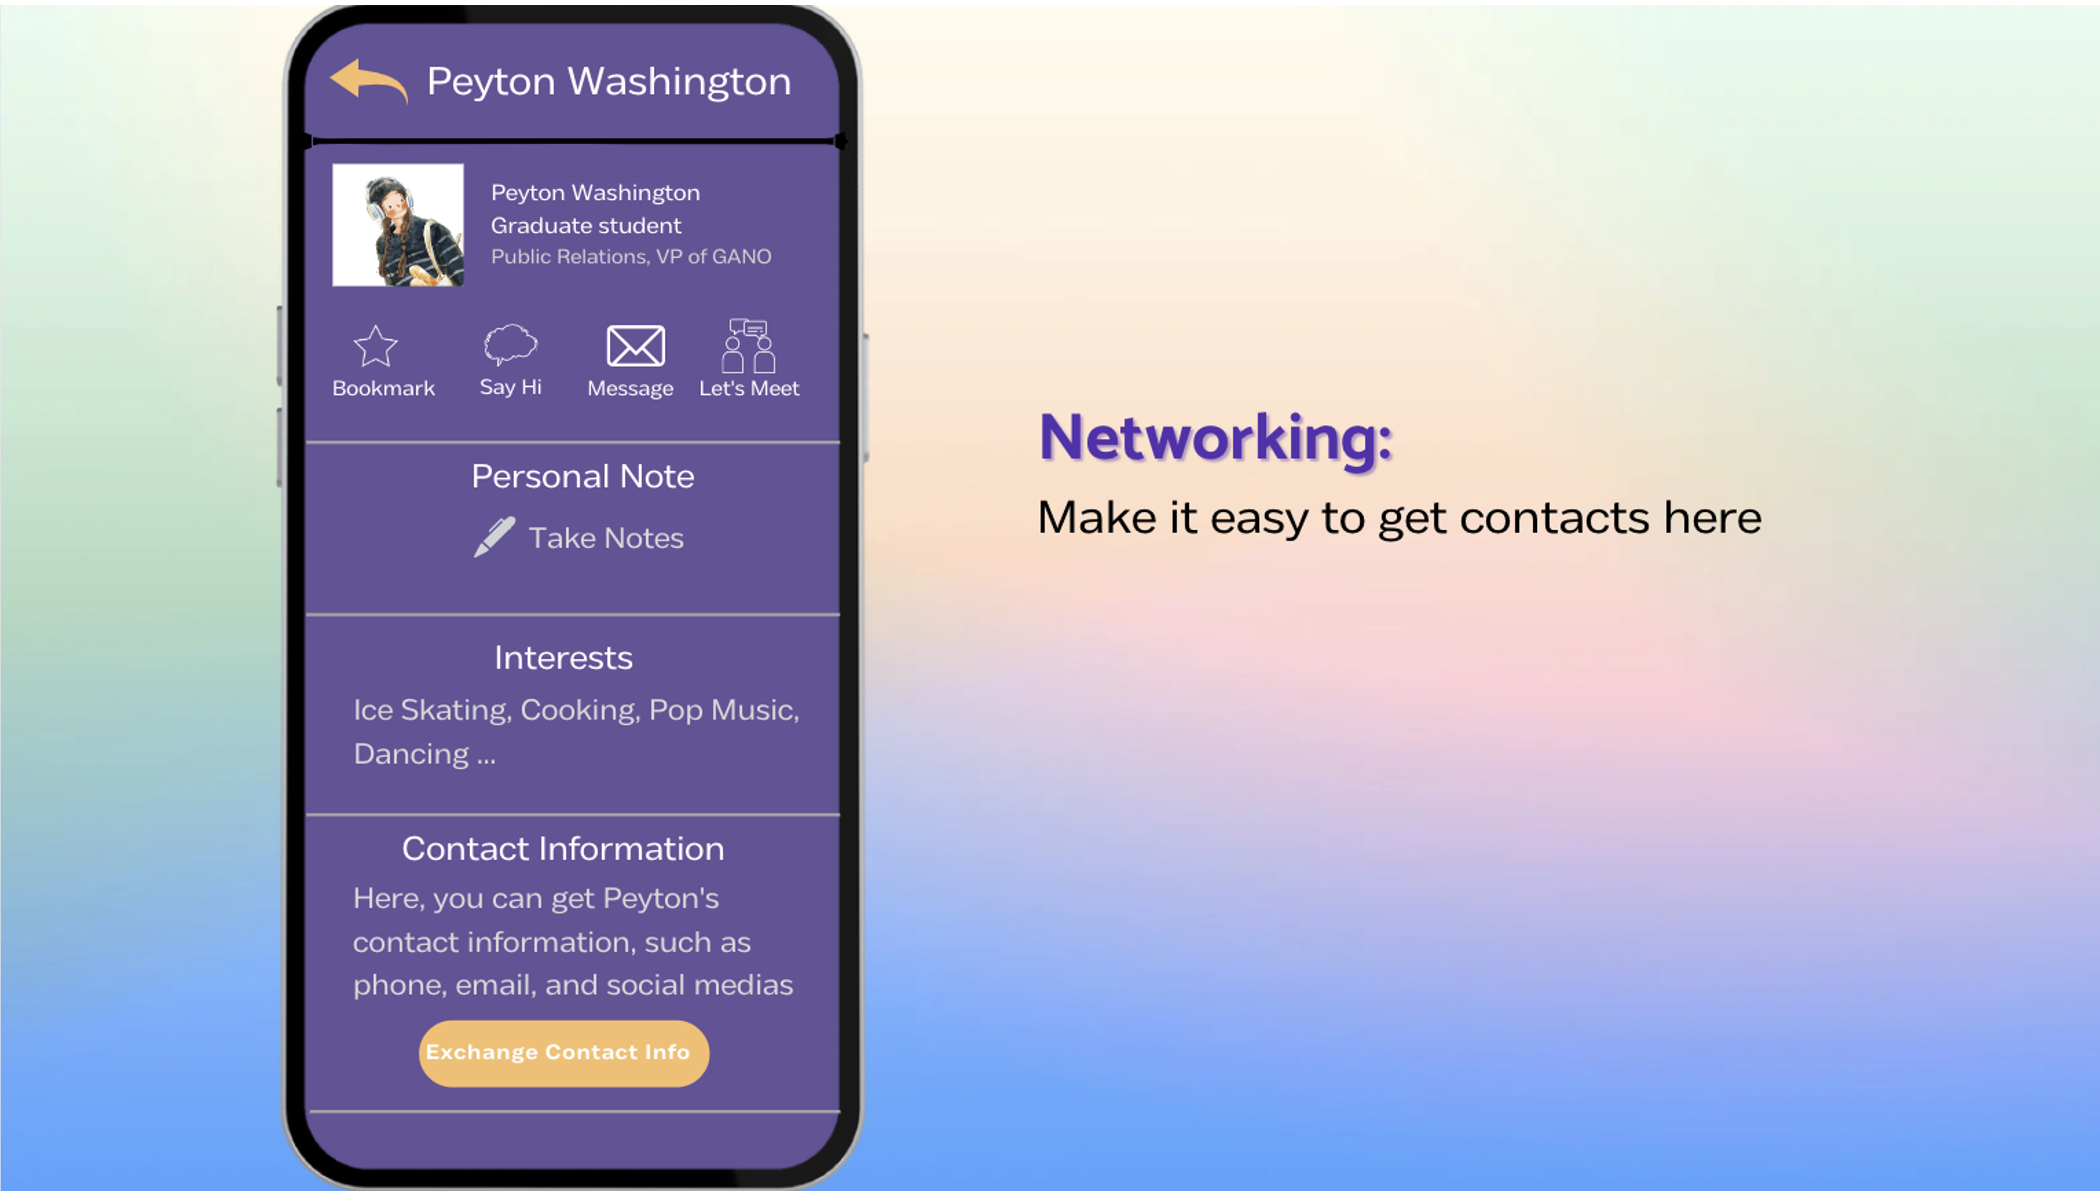 Peyton Washington
Peyton Washington
Graduate student
Public Relations, VP of GANO
Bookmark
Say Hi
Message
Let's Meet
Personal Note
Take Notes
Interests
Ice Skating, Cooking, Pop Music,
Dancing ...
Contact Information
Here, you can get Peyton's
contact information, such as
phone, email, and social medias
Exchange Contact Info
Networking:
Make it easy to get contacts here